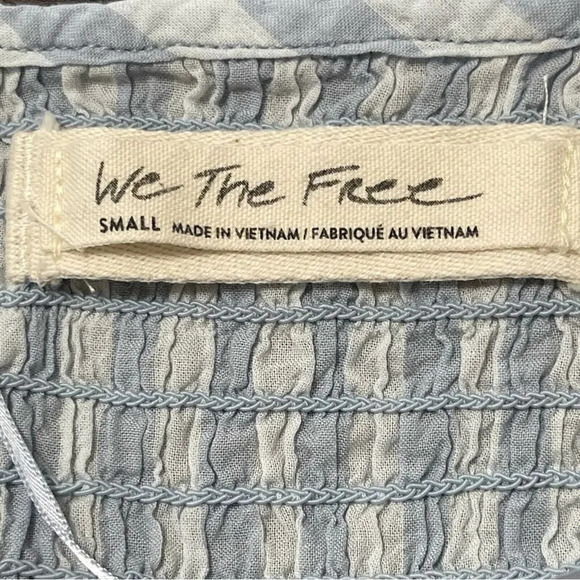 We The Free
SMALL MADE IN VIETNAM / FABRIQUÉ AU VIETNAM